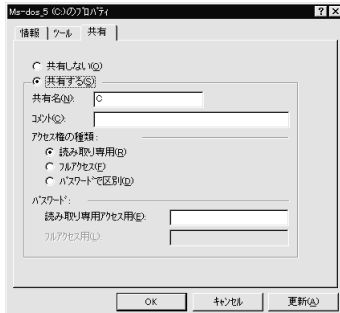 Ms-dos_5 (C:)のプロパティ
情報 ツール 共有
共有しない(O)
共有する(S)
共有名(N): C
コメント(C):
アクセス権の種類:
読み取り専用(R)
フルアクセス(F)
パスワードで区別(D)
パスワード:
読み取り専用アクセス用(E):
フルアクセス用(L):
OK キャンセル 更新(A)